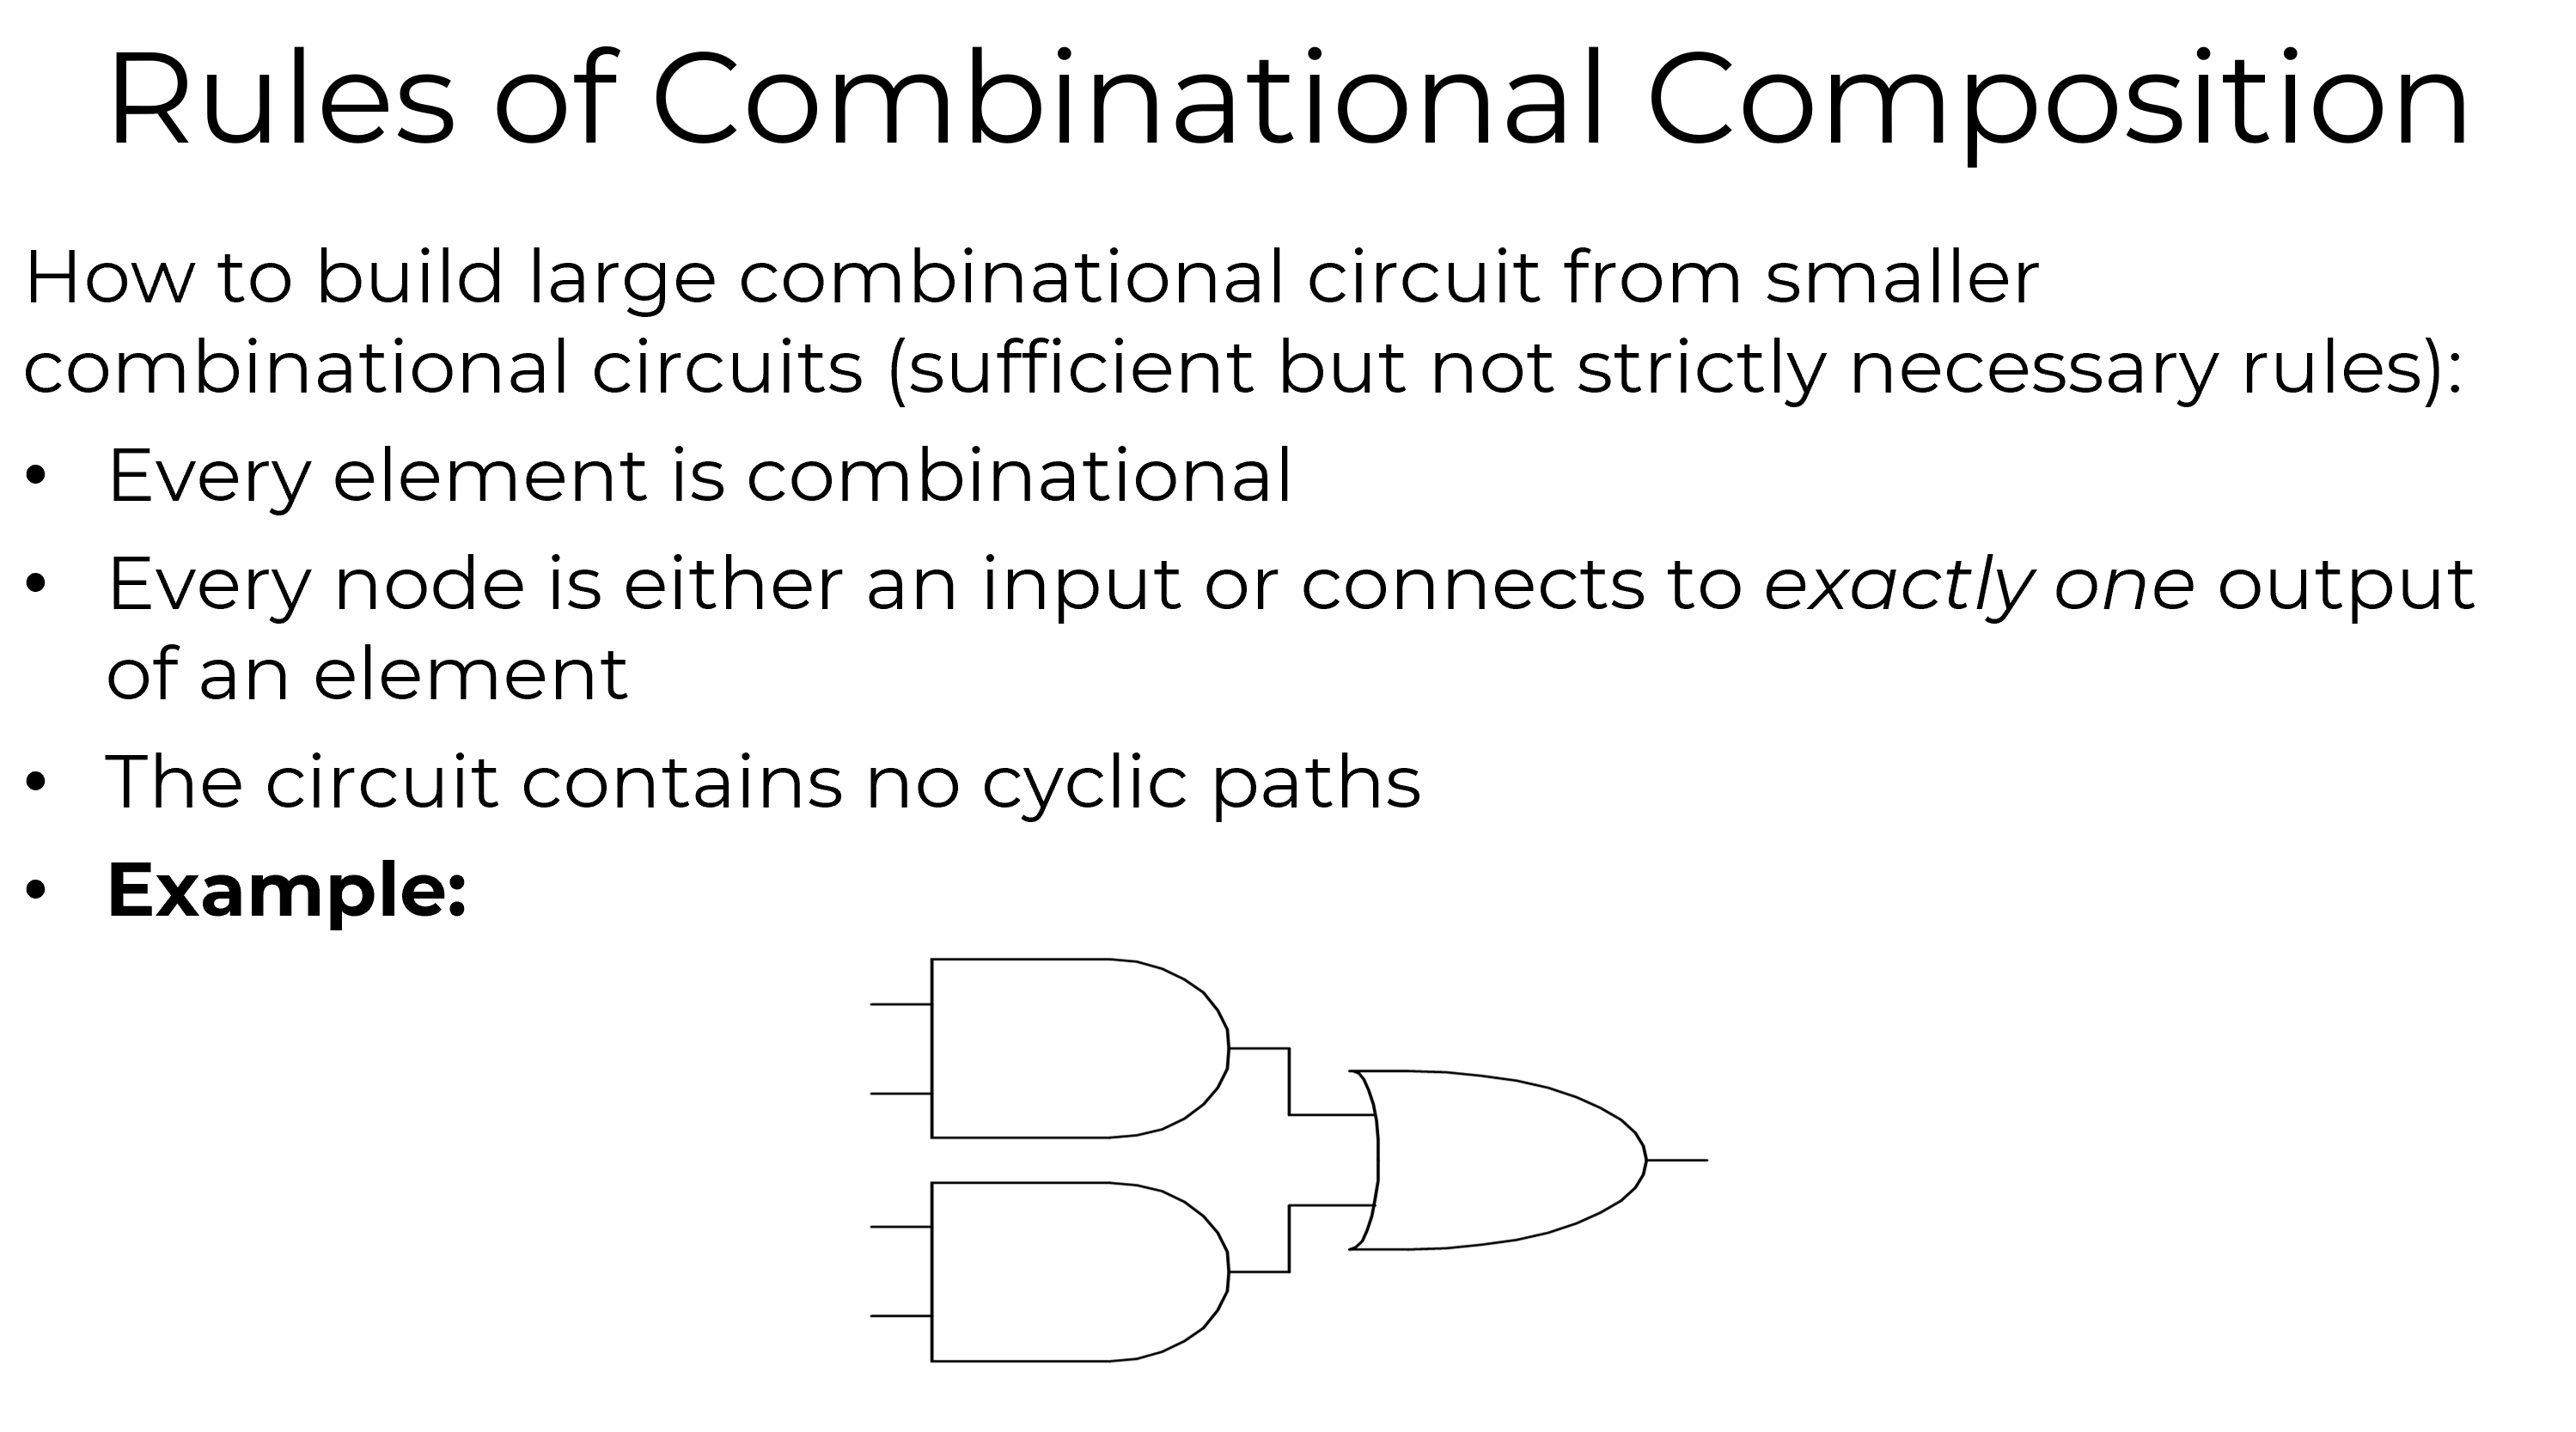 Rules of Combinational Composition
How to build large combinational circuit from smaller
combinational circuits (sufficient but not strictly necessary rules):
• Every element is combinational
• Every node is either an input or connects to exactly one output
of an element
• The circuit contains no cyclic paths
• Example: